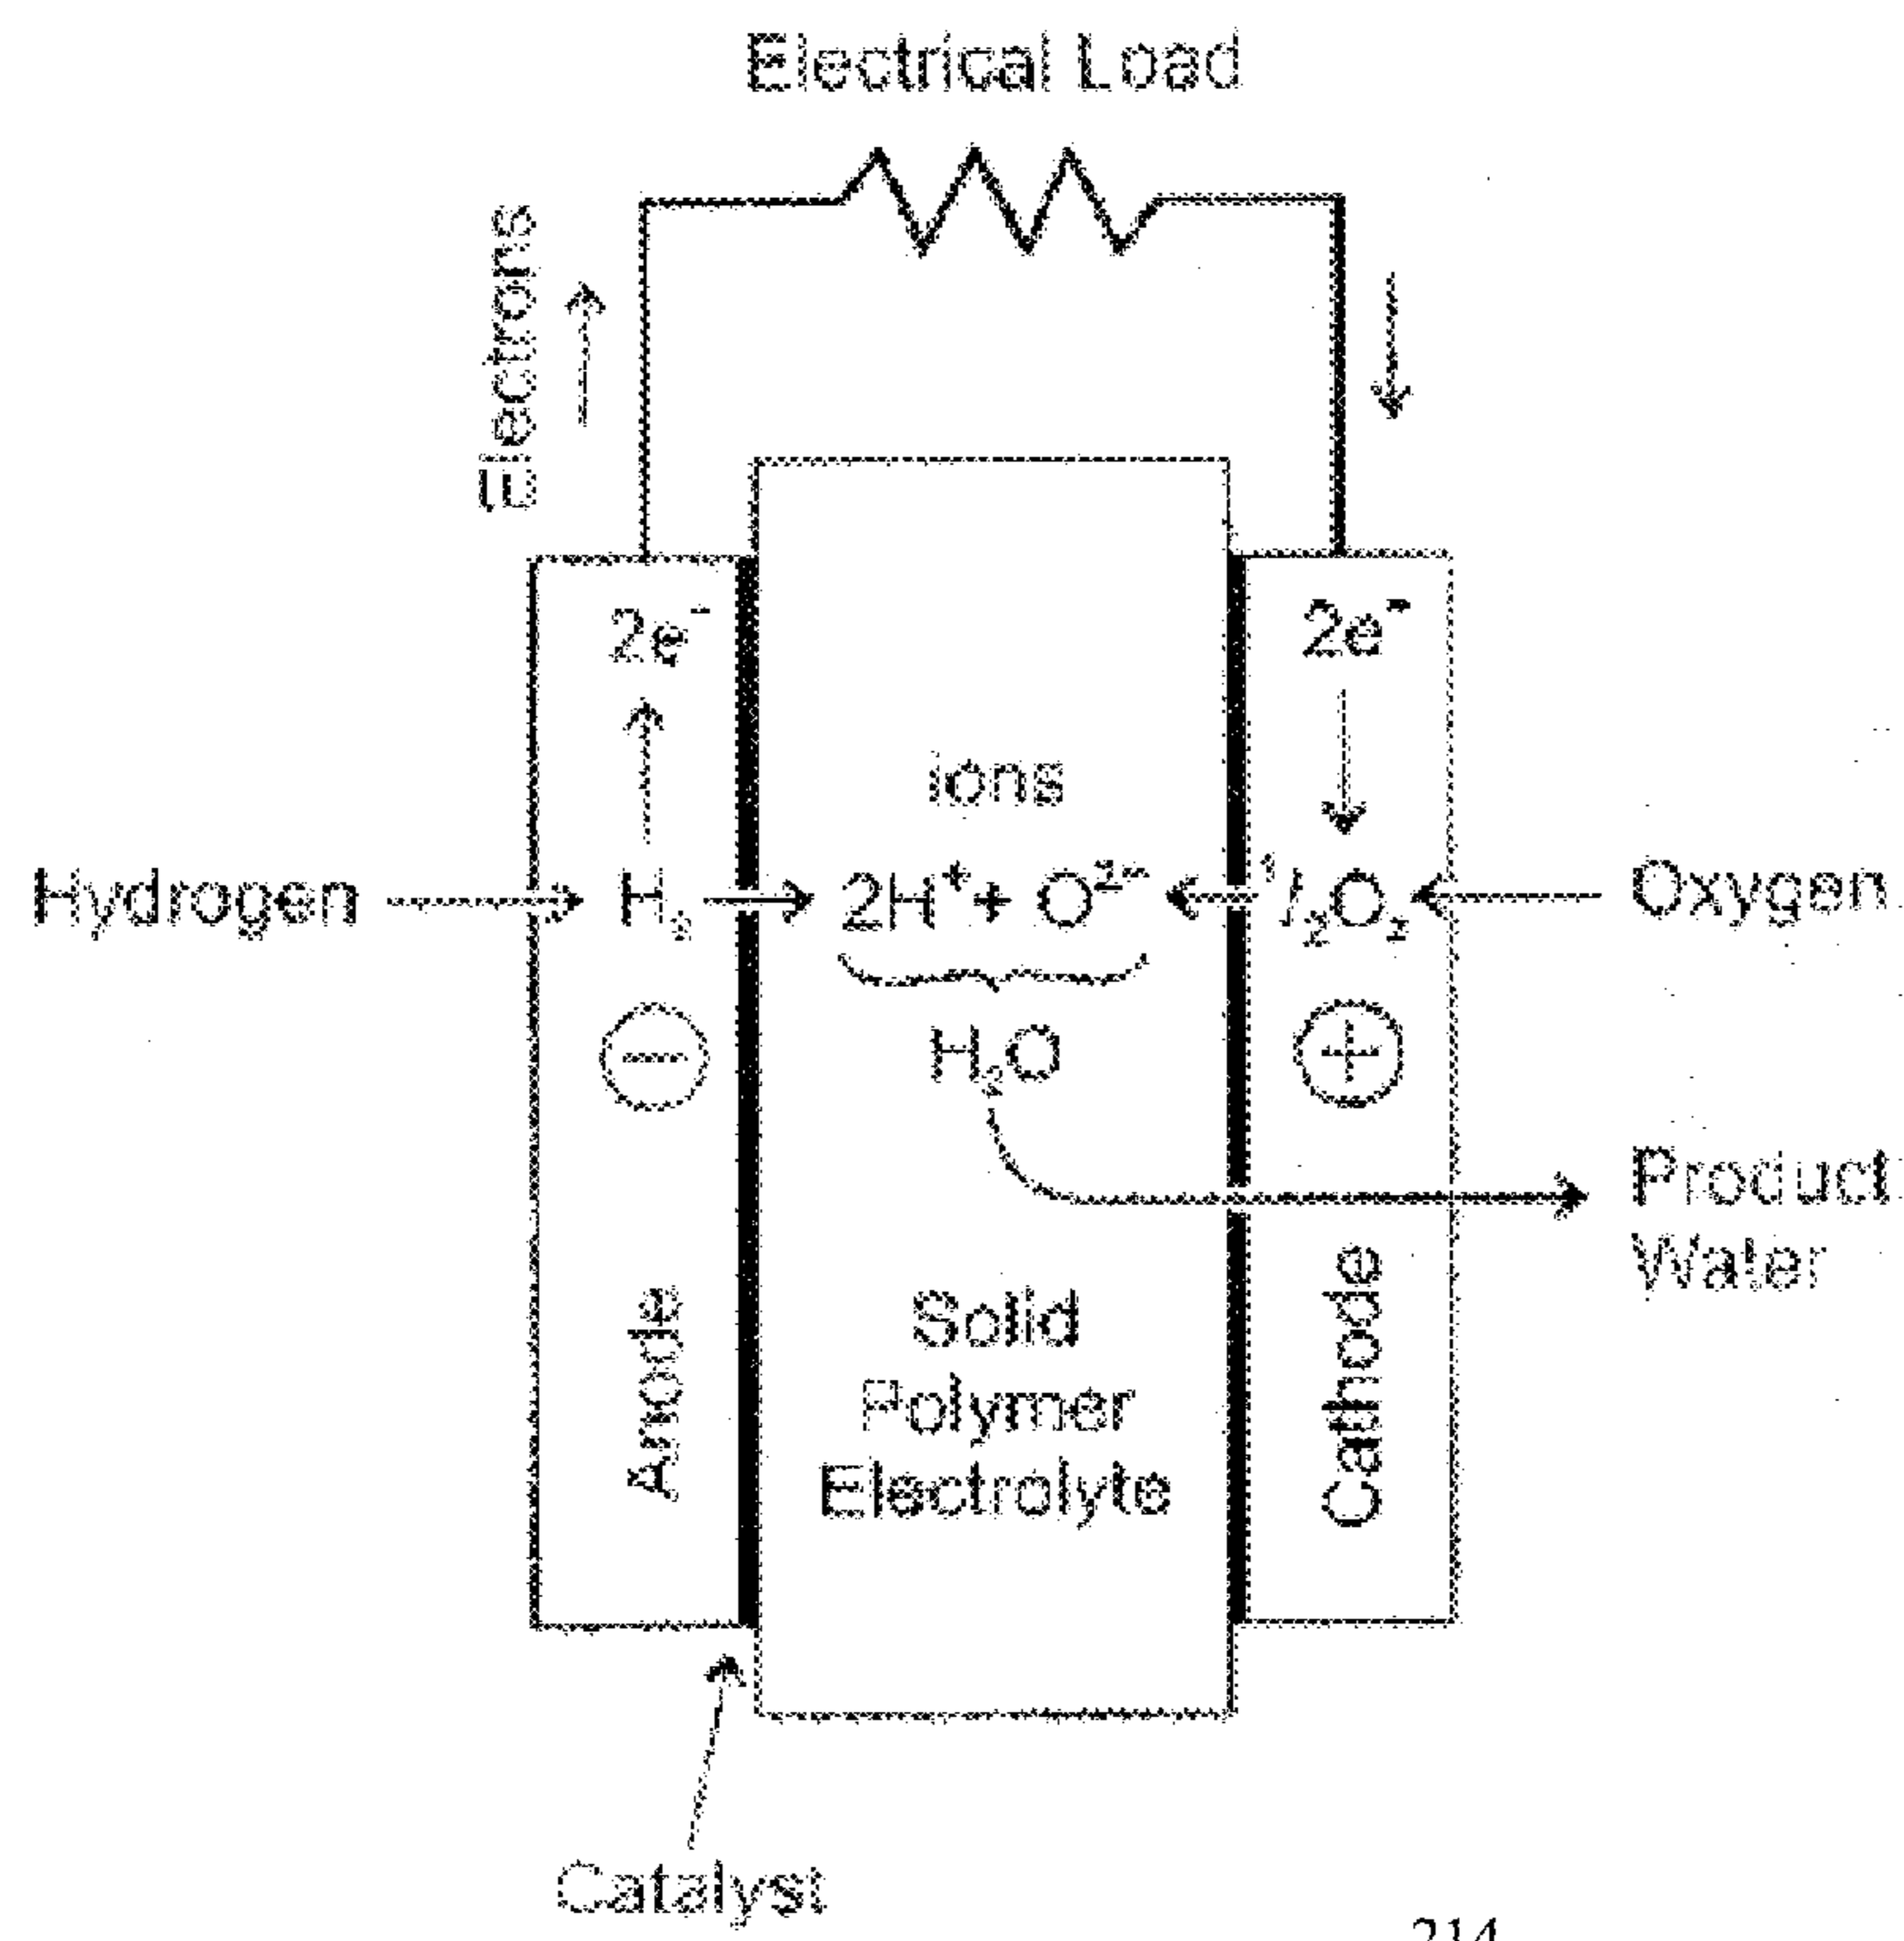 Electrical Load
Electrons
2e⁻
2e⁻
ions
Hydrogen
H₂
2H⁺ + O²⁻
¹/₂O₂
Oxygen
−
H₂O
+
Product
Water
Anode
Solid
Polymer
Electrolyte
Cathode
Catalyst
214